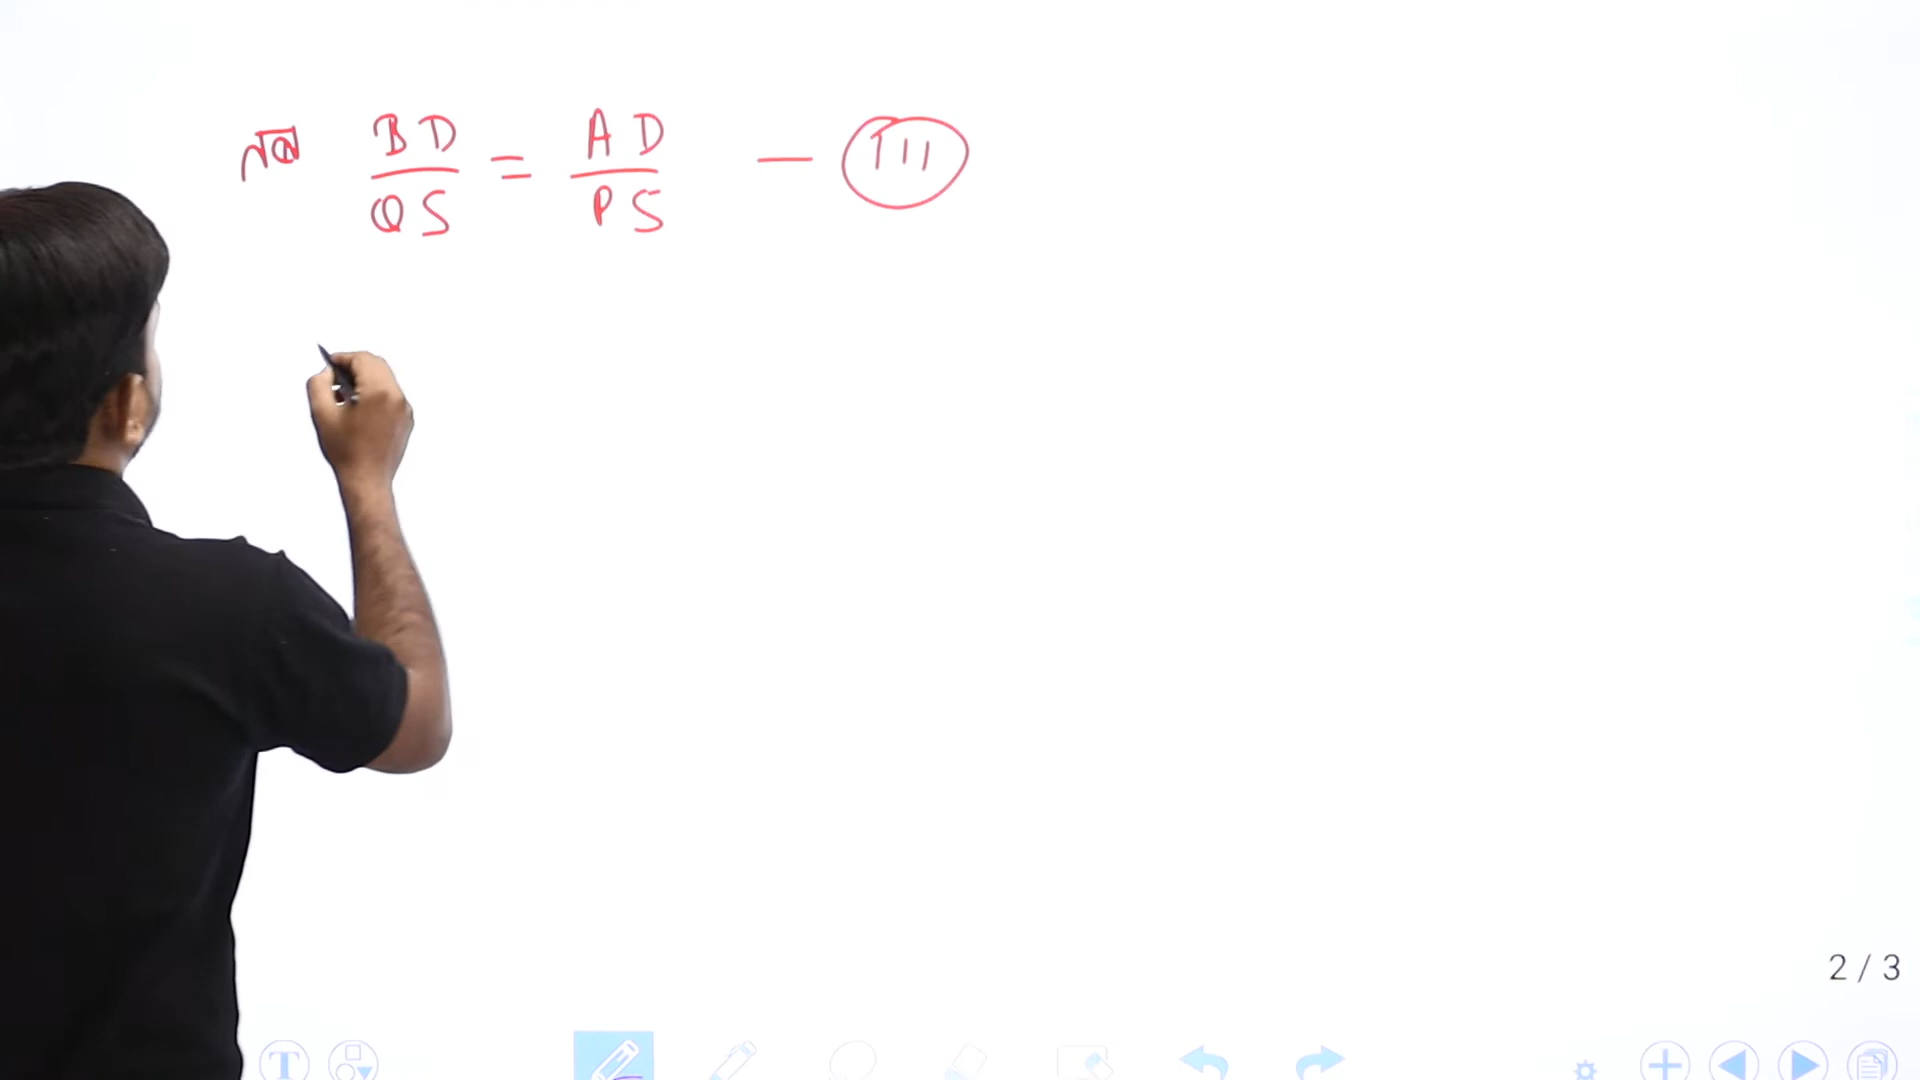 BD/QS = AD/PS — III
2 / 3
T